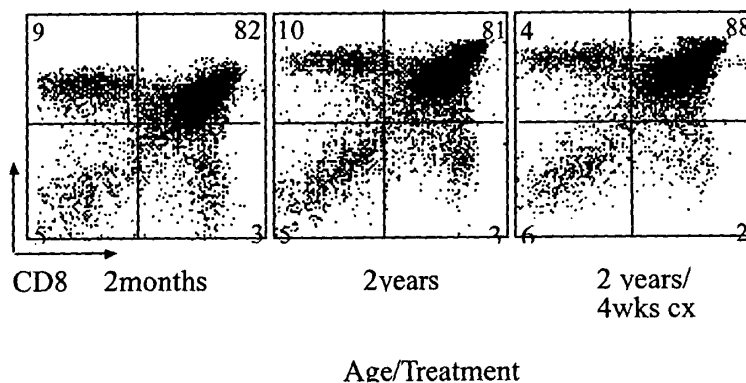 9 82 10 81 4 88
5 3 5 6 2
CD8 2months 2years 2 years/
4wks cx
Age/Treatment